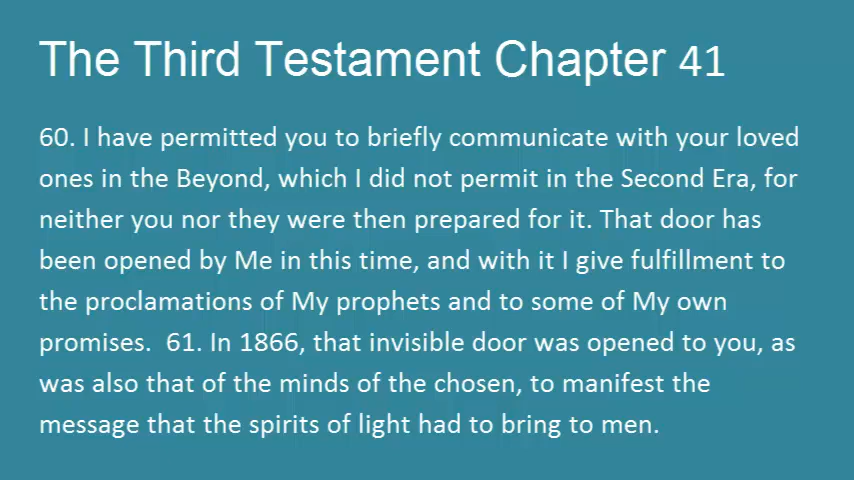 The Third Testament Chapter 41
60. I have permitted you to briefly communicate with your loved
ones in the Beyond, which I did not permit in the Second Era, for
neither you nor they were then prepared for it. That door has
been opened by Me in this time, and with it I give fulfillment to
the proclamations of My prophets and to some of My own
promises.  61. In 1866, that invisible door was opened to you, as
was also that of the minds of the chosen, to manifest the
message that the spirits of light had to bring to men.